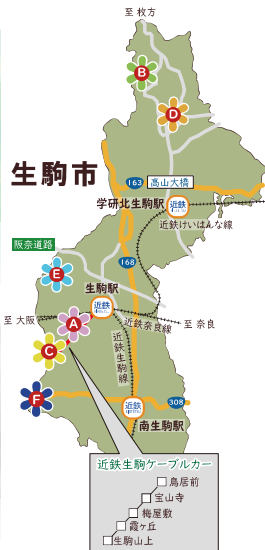 至 枚方
B
D
生駒市
163
高山大橋
学研北生駒駅
近鉄
近鉄けいはんな線
阪奈道路
168
E
生駒駅
近鉄
至 大阪
A
近鉄奈良線
至 奈良
C
近鉄生駒線
F
308
近鉄
南生駒駅
近鉄生駒ケーブルカー
鳥居前
宝山寺
梅屋敷
霞ヶ丘
生駒山上